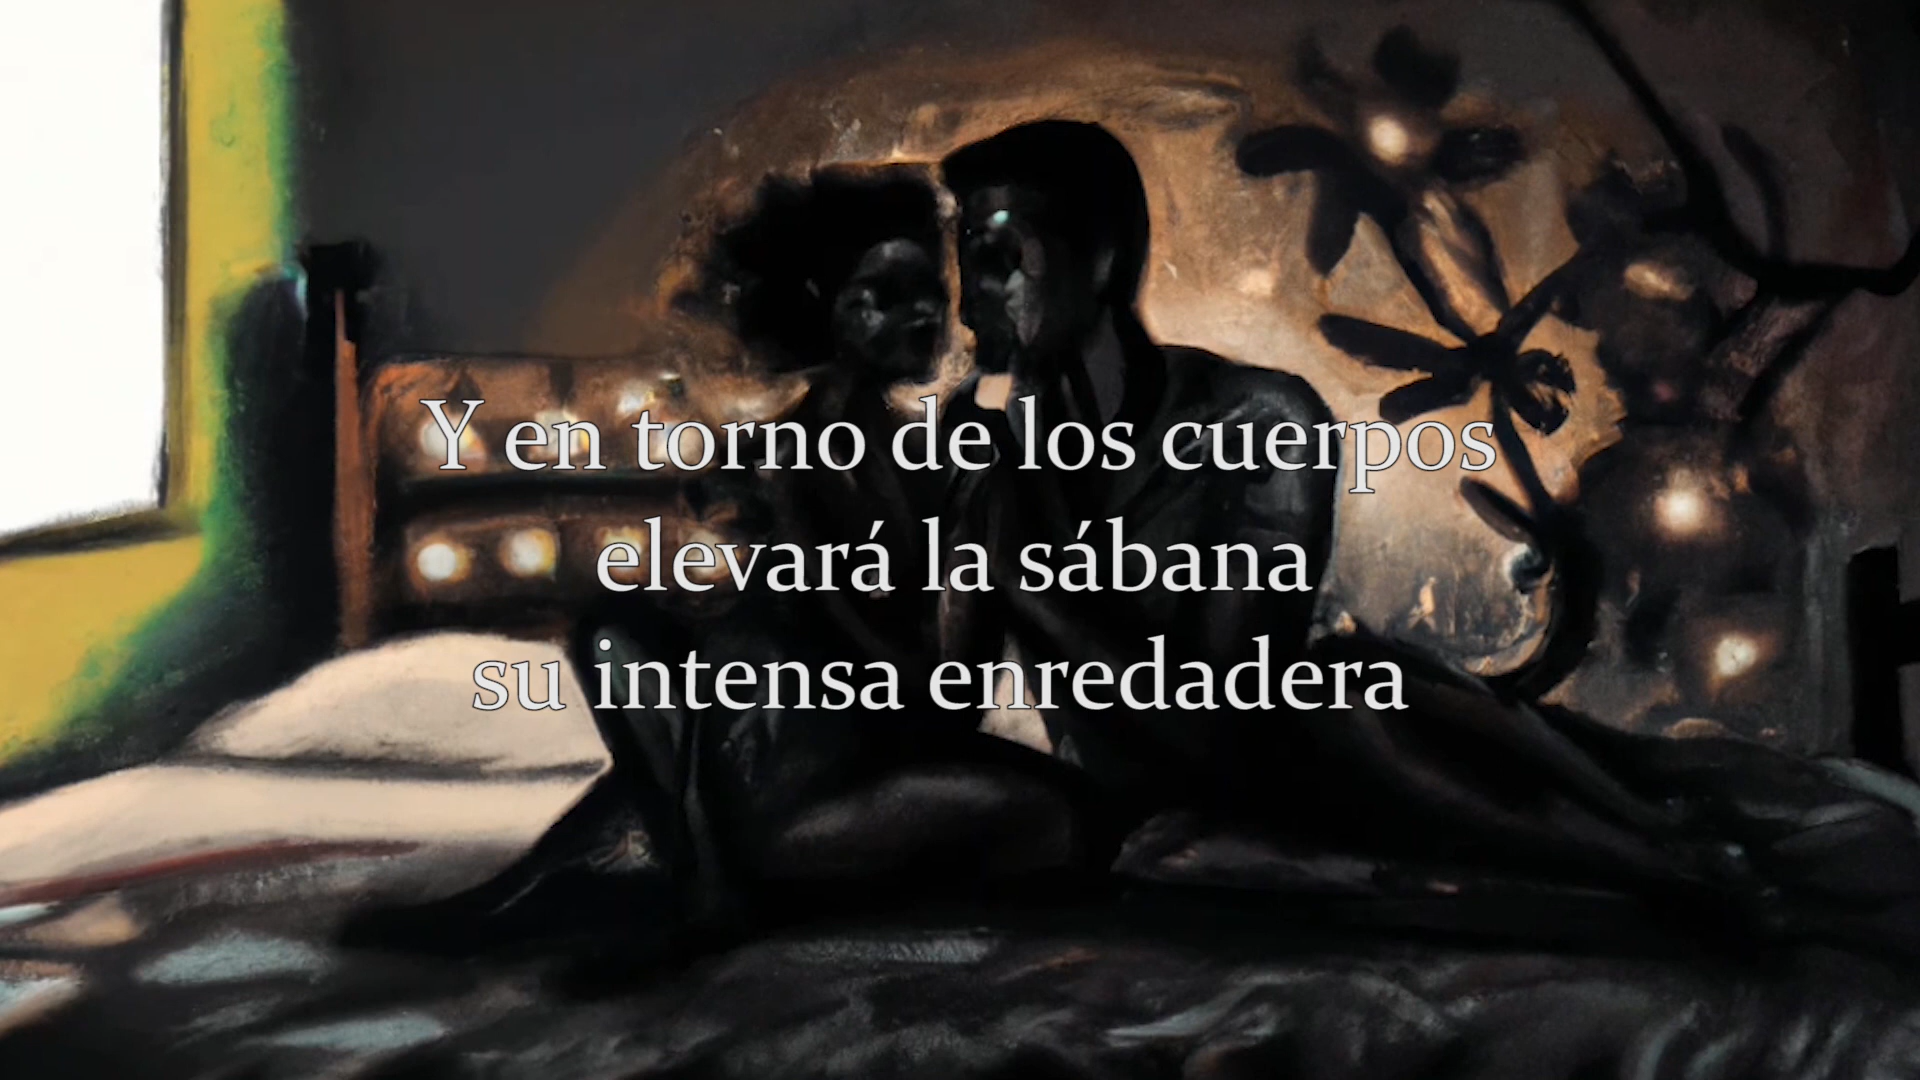 Y en torno de los cuerpos
elevará la sábana
su intensa enredadera